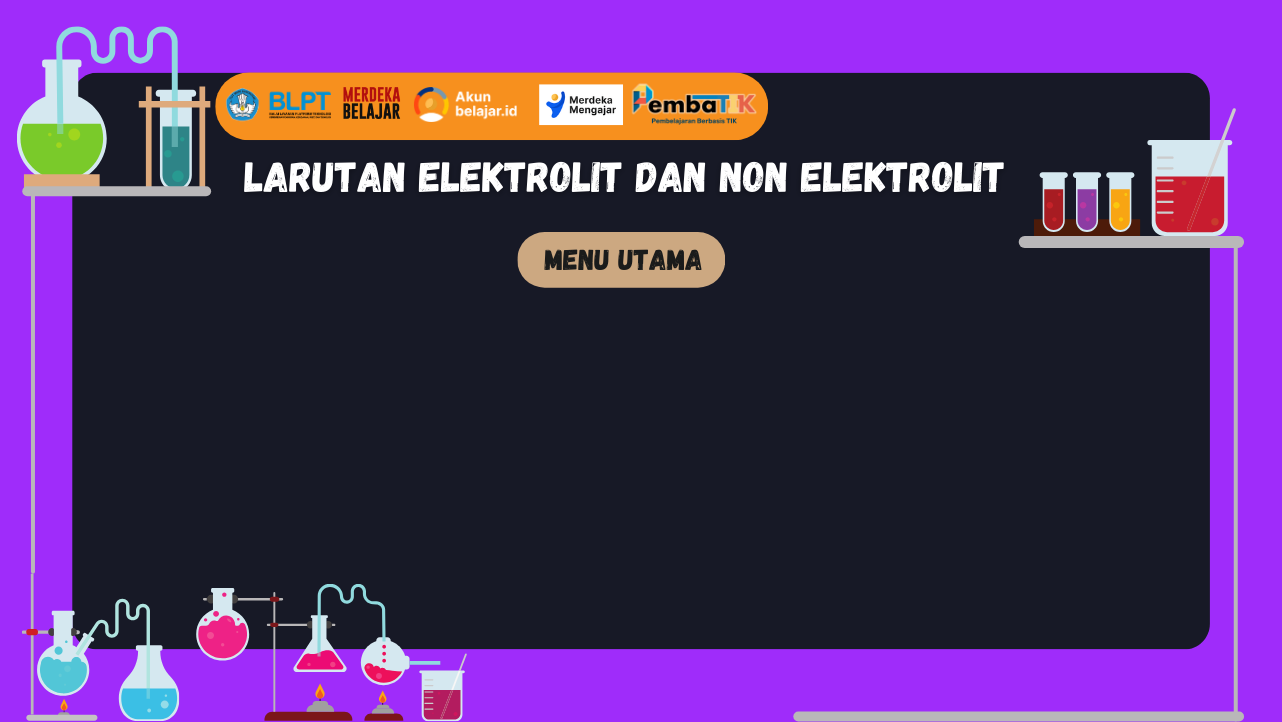 BLPT
MERDEKA
BELAJAR
Akun
belajar.id
Merdeka
Mengajar
PembaTIK
Pembelajaran Berbasis TIK
LARUTAN ELEKTROLIT DAN NON ELEKTROLIT
MENU UTAMA